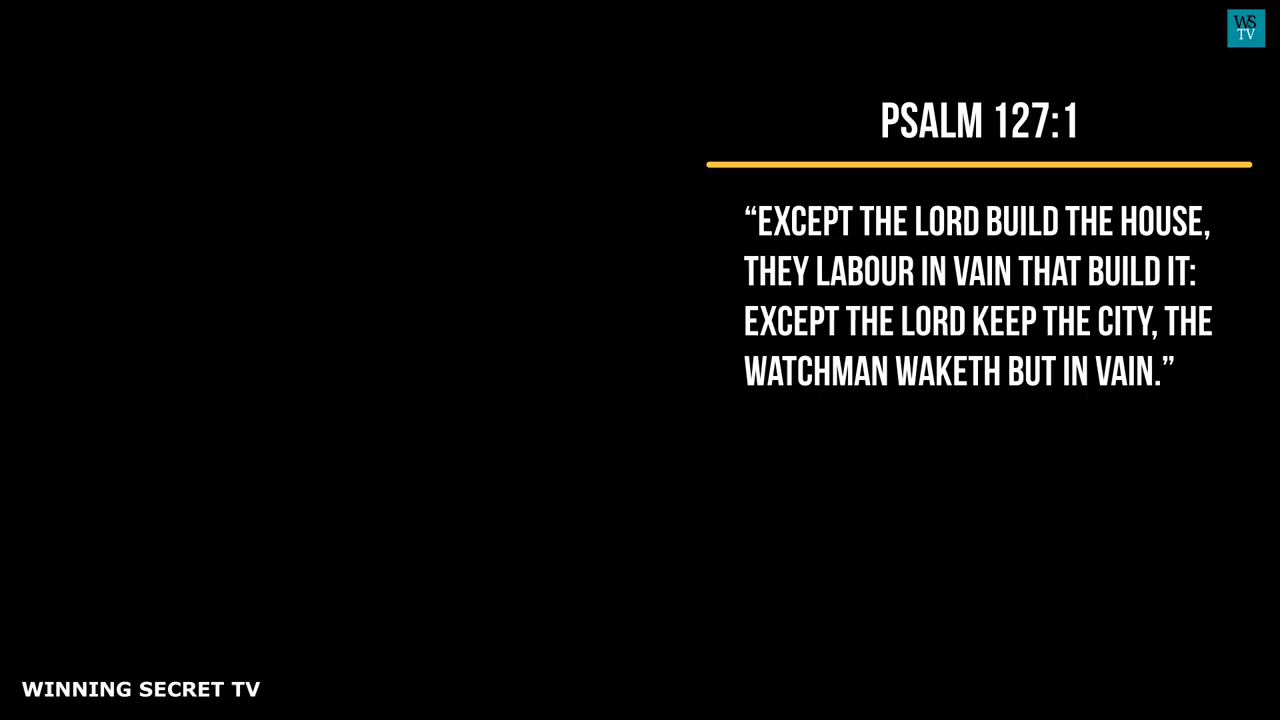 WS
TV
PSALM 127:1
“EXCEPT THE LORD BUILD THE HOUSE,
THEY LABOUR IN VAIN THAT BUILD IT:
EXCEPT THE LORD KEEP THE CITY, THE
WATCHMAN WAKETH BUT IN VAIN.”
WINNING SECRET TV